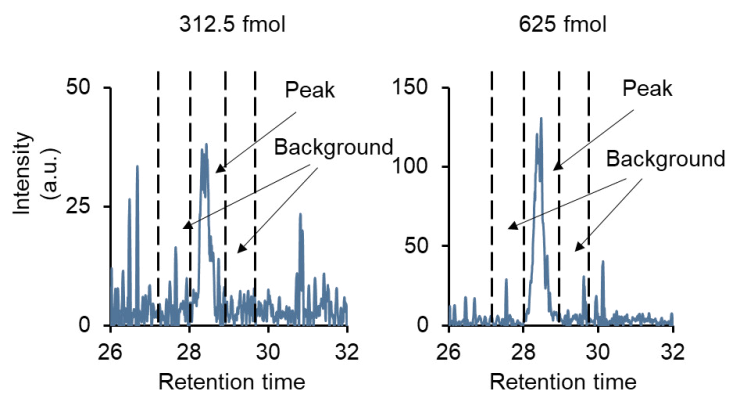 312.5 fmol
Intensity
(a.u.)
50
25
0
Peak
Background
26 28 30 32
Retention time
625 fmol
150
100
50
0
Peak
Background
26 28 30 32
Retention time